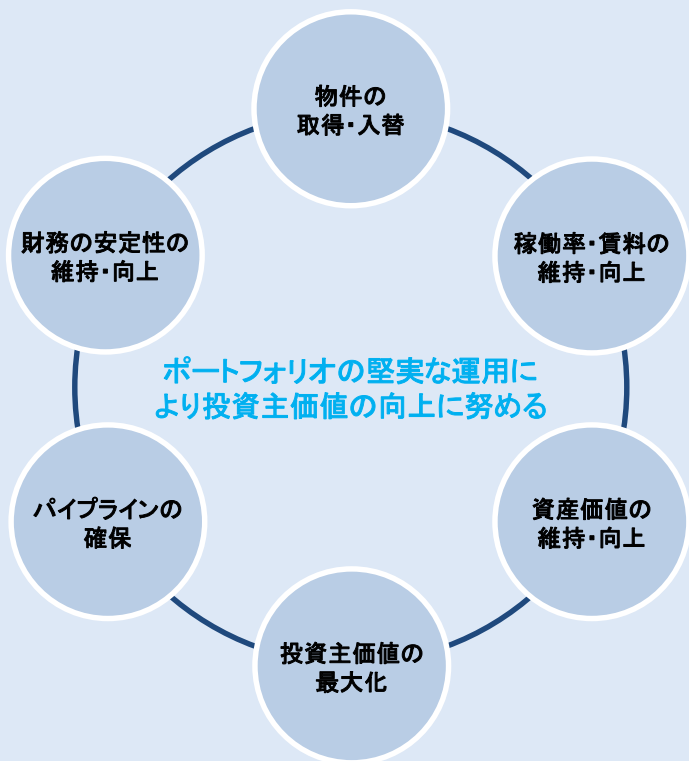 物件の
取得・入替
稼働率・賃料の
維持・向上
資産価値の
維持・向上
投資主価値の
最大化
パイプラインの
確保
財務の安定性の
維持・向上
ポートフォリオの堅実な運用に
より投資主価値の向上に努める